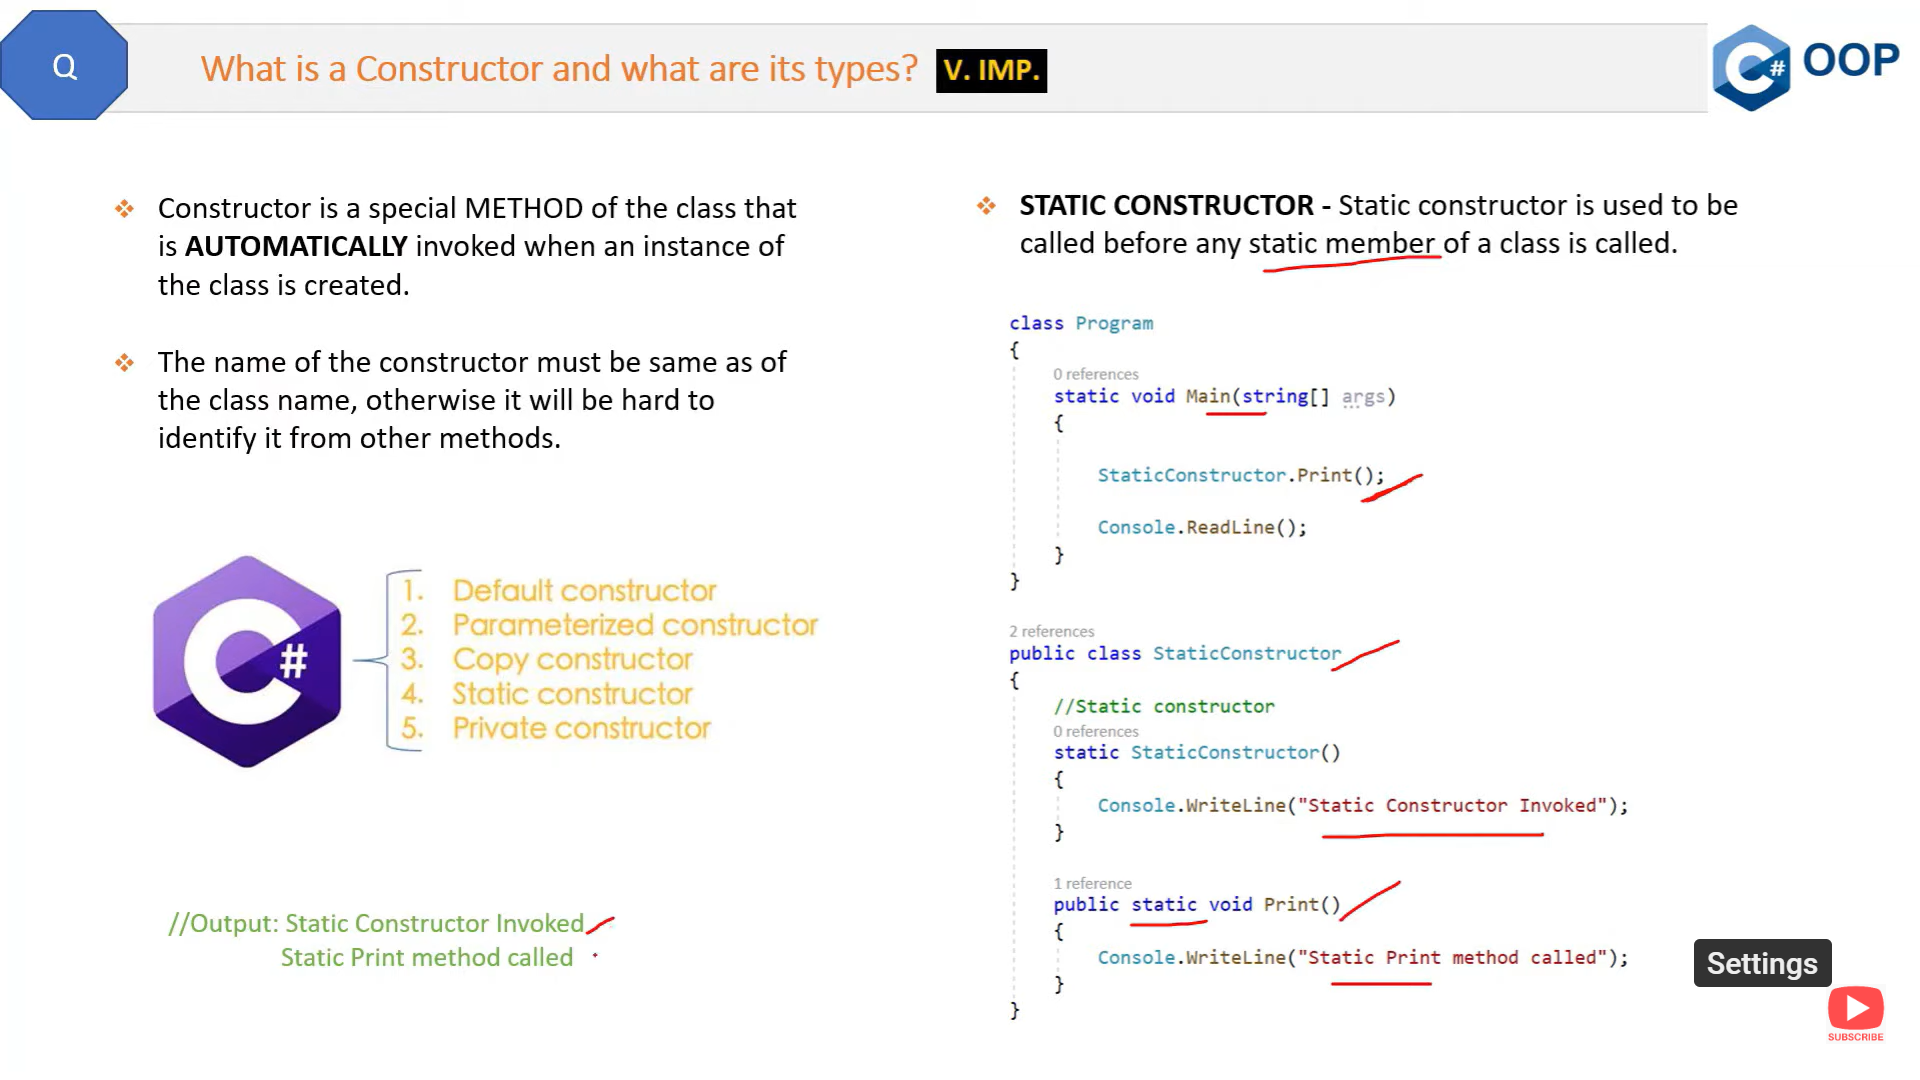 Q
What is a Constructor and what are its types?
V. IMP.
C#
OOP
Constructor is a special METHOD of the class that
is AUTOMATICALLY invoked when an instance of
the class is created.
The name of the constructor must be same as of
the class name, otherwise it will be hard to
identify it from other methods.
C#
1. Default constructor
2. Parameterized constructor
3. Copy constructor
4. Static constructor
5. Private constructor
//Output: Static Constructor Invoked
Static Print method called
STATIC CONSTRUCTOR - Static constructor is used to be
called before any static member of a class is called.
class Program
{
0 references
static void Main(string[] args)
{
StaticConstructor.Print();
Console.ReadLine();
}
}
2 references
public class StaticConstructor
{
//Static constructor
0 references
static StaticConstructor()
{
Console.WriteLine("Static Constructor Invoked");
}
1 reference
public static void Print()
{
Console.WriteLine("Static Print method called");
}
}
Settings
SUBSCRIBE